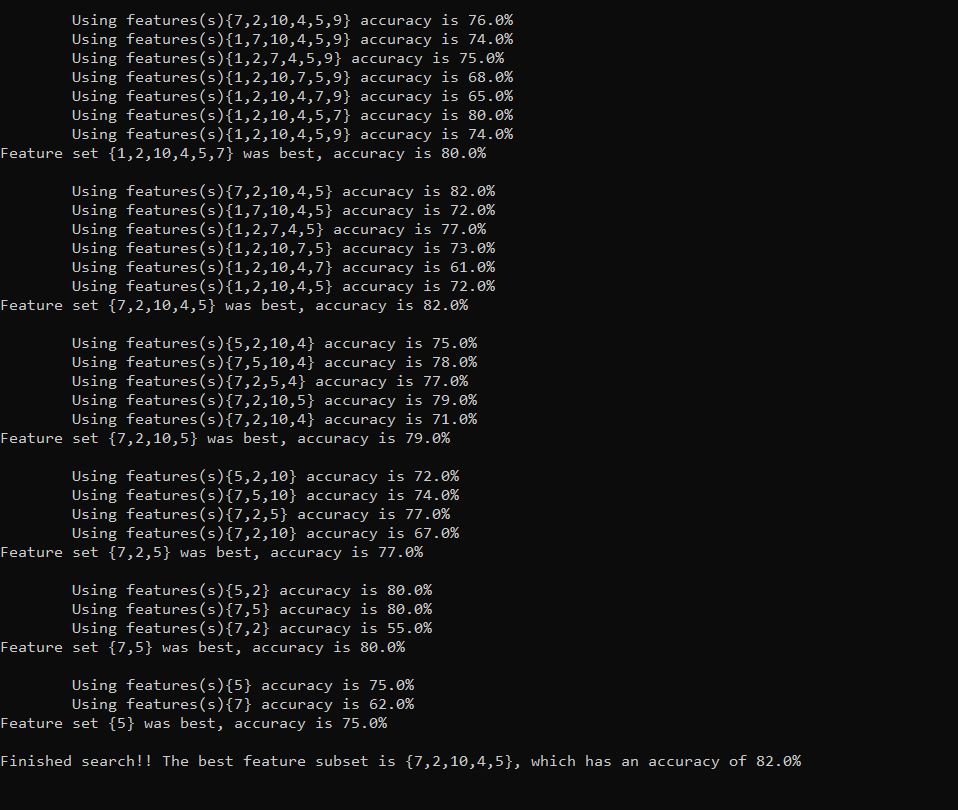 Using features(s){7,2,10,4,5,9} accuracy is 76.0%
Using features(s){1,7,10,4,5,9} accuracy is 74.0%
Using features(s){1,2,7,4,5,9} accuracy is 75.0%
Using features(s){1,2,10,7,5,9} accuracy is 68.0%
Using features(s){1,2,10,4,7,9} accuracy is 65.0%
Using features(s){1,2,10,4,5,7} accuracy is 80.0%
Using features(s){1,2,10,4,5,9} accuracy is 74.0%
Feature set {1,2,10,4,5,7} was best, accuracy is 80.0%
Using features(s){7,2,10,4,5} accuracy is 82.0%
Using features(s){1,7,10,4,5} accuracy is 72.0%
Using features(s){1,2,7,4,5} accuracy is 77.0%
Using features(s){1,2,10,7,5} accuracy is 73.0%
Using features(s){1,2,10,4,7} accuracy is 61.0%
Using features(s){1,2,10,4,5} accuracy is 72.0%
Feature set {7,2,10,4,5} was best, accuracy is 82.0%
Using features(s){5,2,10,4} accuracy is 75.0%
Using features(s){7,5,10,4} accuracy is 78.0%
Using features(s){7,2,5,4} accuracy is 77.0%
Using features(s){7,2,10,5} accuracy is 79.0%
Using features(s){7,2,10,4} accuracy is 71.0%
Feature set {7,2,10,5} was best, accuracy is 79.0%
Using features(s){5,2,10} accuracy is 72.0%
Using features(s){7,5,10} accuracy is 74.0%
Using features(s){7,2,5} accuracy is 77.0%
Using features(s){7,2,10} accuracy is 67.0%
Feature set {7,2,5} was best, accuracy is 77.0%
Using features(s){5,2} accuracy is 80.0%
Using features(s){7,5} accuracy is 80.0%
Using features(s){7,2} accuracy is 55.0%
Feature set {7,5} was best, accuracy is 80.0%
Using features(s){5} accuracy is 75.0%
Using features(s){7} accuracy is 62.0%
Feature set {5} was best, accuracy is 75.0%
Finished search!! The best feature subset is {7,2,10,4,5}, which has an accuracy of 82.0%